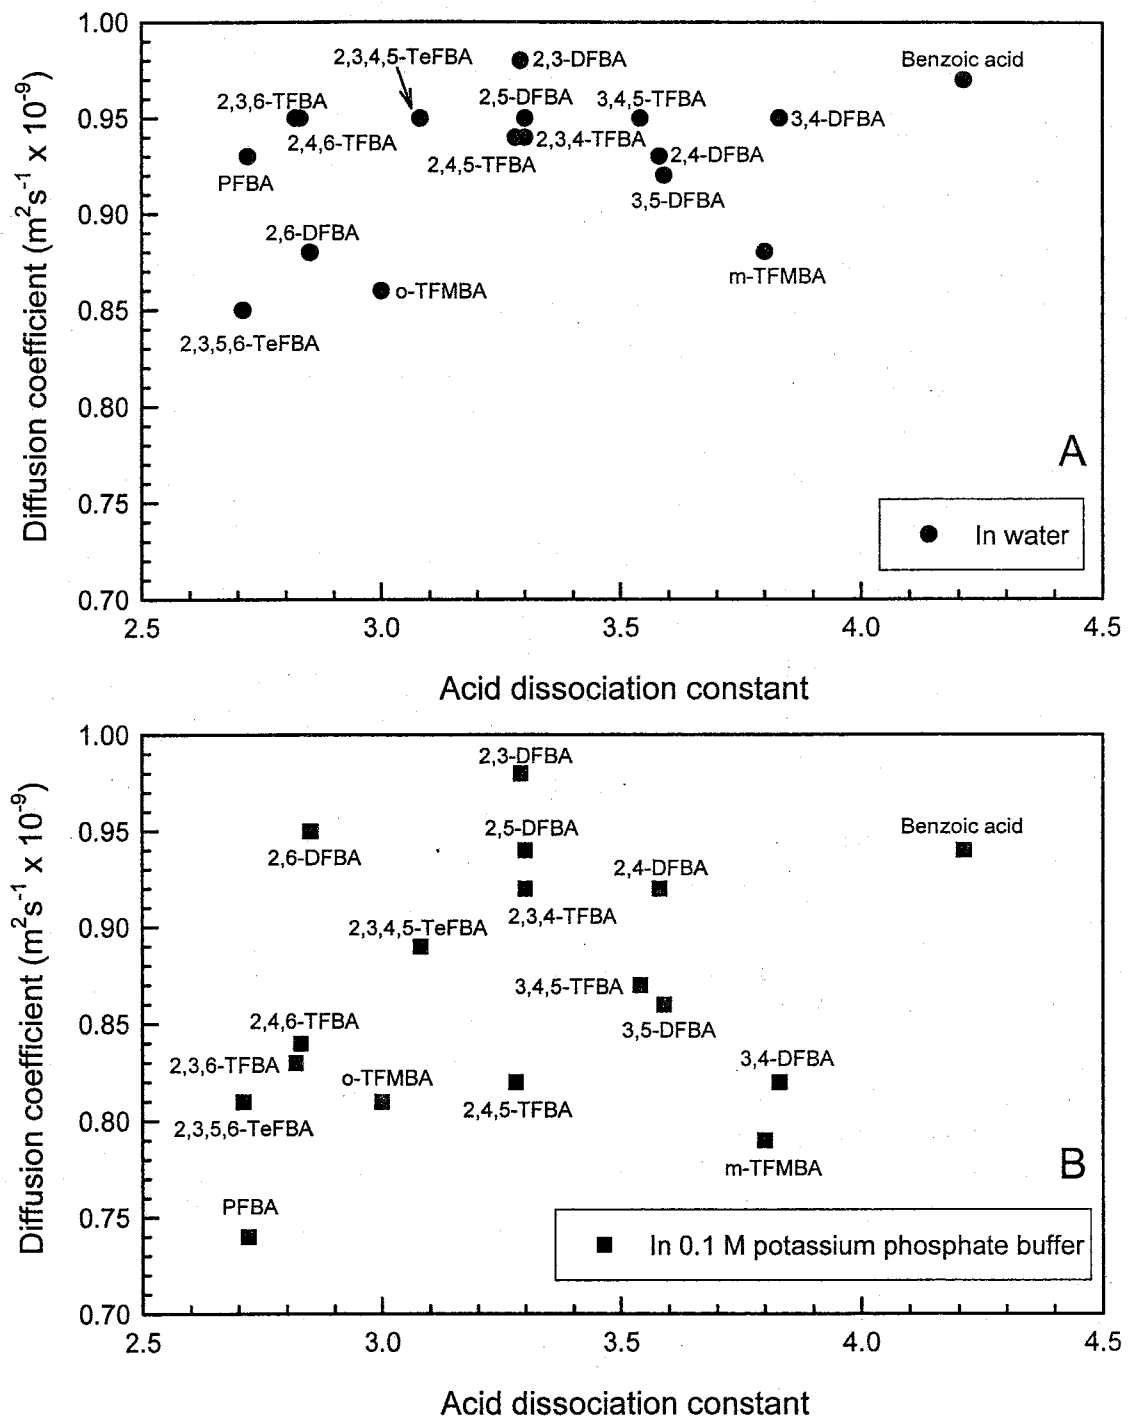 1.00
2,3,4,5-TeFBA
2,3-DFBA
Benzoic acid
0.95
2,3,6-TFBA
2,5-DFBA
3,4,5-TFBA
3,4-DFBA
2,4,6-TFBA
2,4,5-TFBA
2,3,4-TFBA
2,4-DFBA
PFBA
3,5-DFBA
0.90
2,6-DFBA
m-TFMBA
o-TFMBA
0.85
2,3,5,6-TeFBA
0.80
A
0.75
In water
0.70
2.5 3.0 3.5 4.0 4.5
Diffusion coefficient (m²s⁻¹ x 10⁻⁹)
Acid dissociation constant
1.00
2,3-DFBA
0.95
2,5-DFBA
Benzoic acid
2,6-DFBA
2,4-DFBA
2,3,4-TFBA
0.90
2,3,4,5-TeFBA
3,4,5-TFBA
0.85
2,4,6-TFBA
3,5-DFBA
2,3,6-TFBA
o-TFMBA
3,4-DFBA
2,4,5-TFBA
0.80
2,3,5,6-TeFBA
m-TFMBA
B
PFBA
0.75
In 0.1 M potassium phosphate buffer
0.70
2.5 3.0 3.5 4.0 4.5
Diffusion coefficient (m²s⁻¹ x 10⁻⁹)
Acid dissociation constant